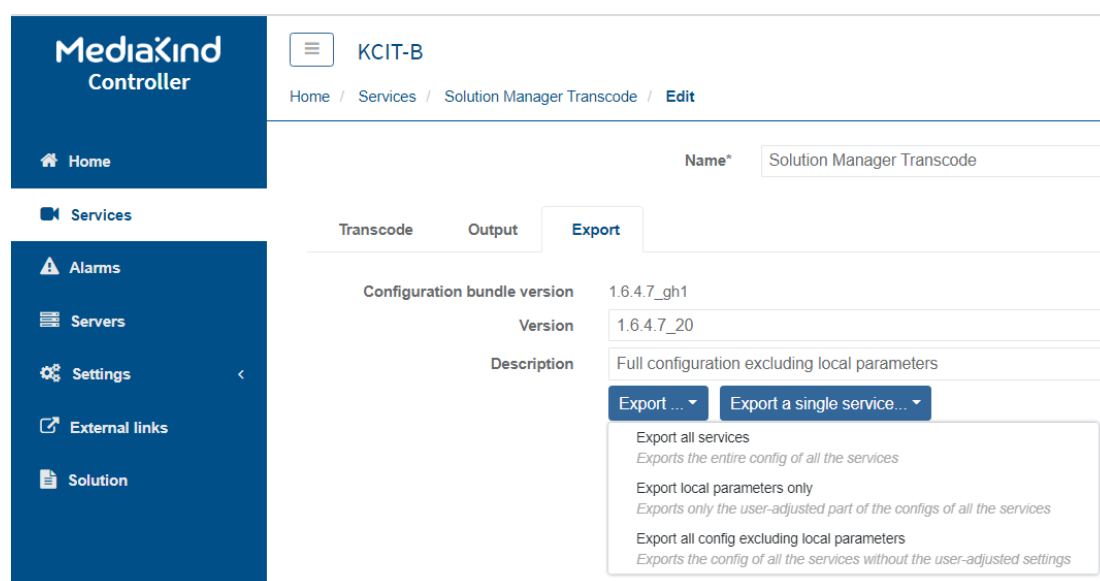 MediaKind
Controller
KCIT-B
Home / Services / Solution Manager Transcode / Edit
Home
Services
Alarms
Servers
Settings <
External links
Solution
Name* Solution Manager Transcode
Transcode Output Export
Configuration bundle version 1.6.4.7_gh1
Version 1.6.4.7_20
Description Full configuration excluding local parameters
Export ... Export a single service...
Export all services
Exports the entire config of all the services
Export local parameters only
Exports only the user-adjusted part of the configs of all the services
Export all config excluding local parameters
Exports the config of all the services without the user-adjusted settings